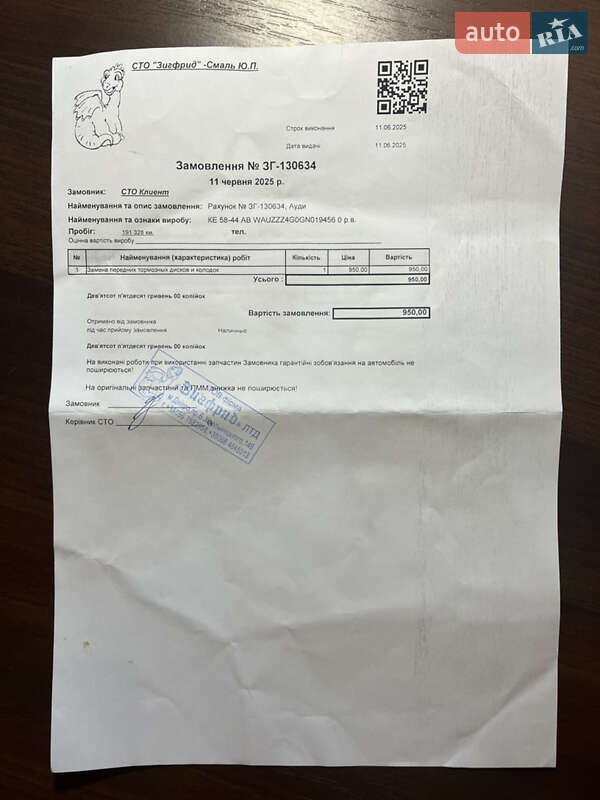 auto RIA .com
СТО "Зигфрид" -Смаль Ю.П.
Строк виконання 11.06.2025
Дата видачі 11.06.2025
Замовлення № ЗГ-130634
11 червня 2025 р.
Замовник: СТО Клиент
Найменування та опис замовлення: Рахунок № ЗГ-130634, Ауди
Найменування та ознаки виробу: КЕ 58-44 АВ WAUZZZ4G0GN019456 0 р.в.
Пробіг: 191 328 км. тел.
Оцінна вартість виробу
№ Найменування (характеристика) робіт Кількість Ціна Вартість
1 Замена передних тормозных дисков и колодок 1 950,00 950,00
Усього : 950,00
Дев'ятсот п'ятдесят гривень 00 копійок
Вартість замовлення: 950,00
Отримано від замовника
під час прийому замовлення Наличные:
Дев'ятсот п'ятдесят гривень 00 копійок
На виконані роботи при використанні запчастин Замовника гарантійні зобов'язання на автомобіль не
поширюються!
На оригінальні запчастини та ПММ знижка не поширюється!
Замовник
Керівник СТО
Зигфрид ЛТД